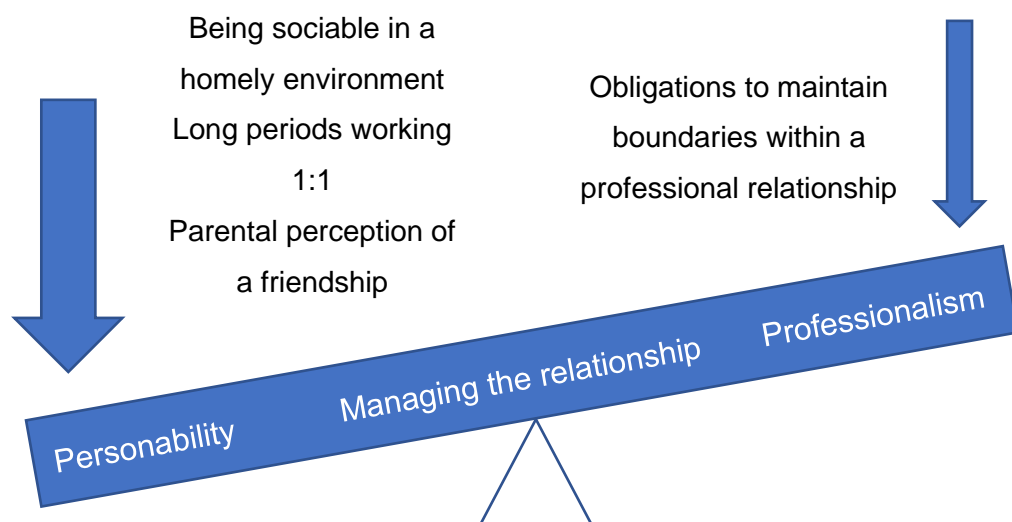 Being sociable in a
homely environment
Long periods working
1:1
Parental perception of
a friendship
Obligations to maintain
boundaries within a
professional relationship
Personability
Managing the relationship
Professionalism